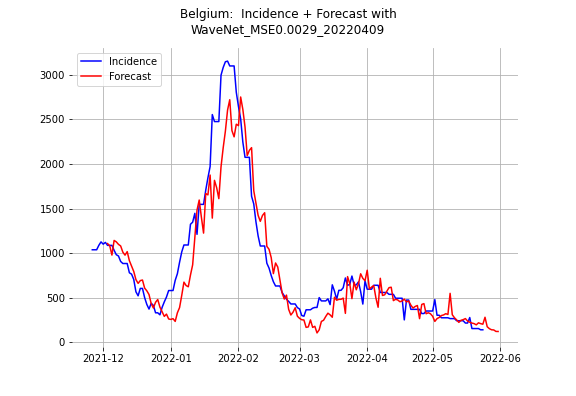 Belgium:  Incidence + Forecast with
WaveNet_MSE0.0029_20220409
Incidence
Forecast
3000
2500
2000
1500
1000
500
0
2021-12 2022-01 2022-02 2022-03 2022-04 2022-05 2022-06